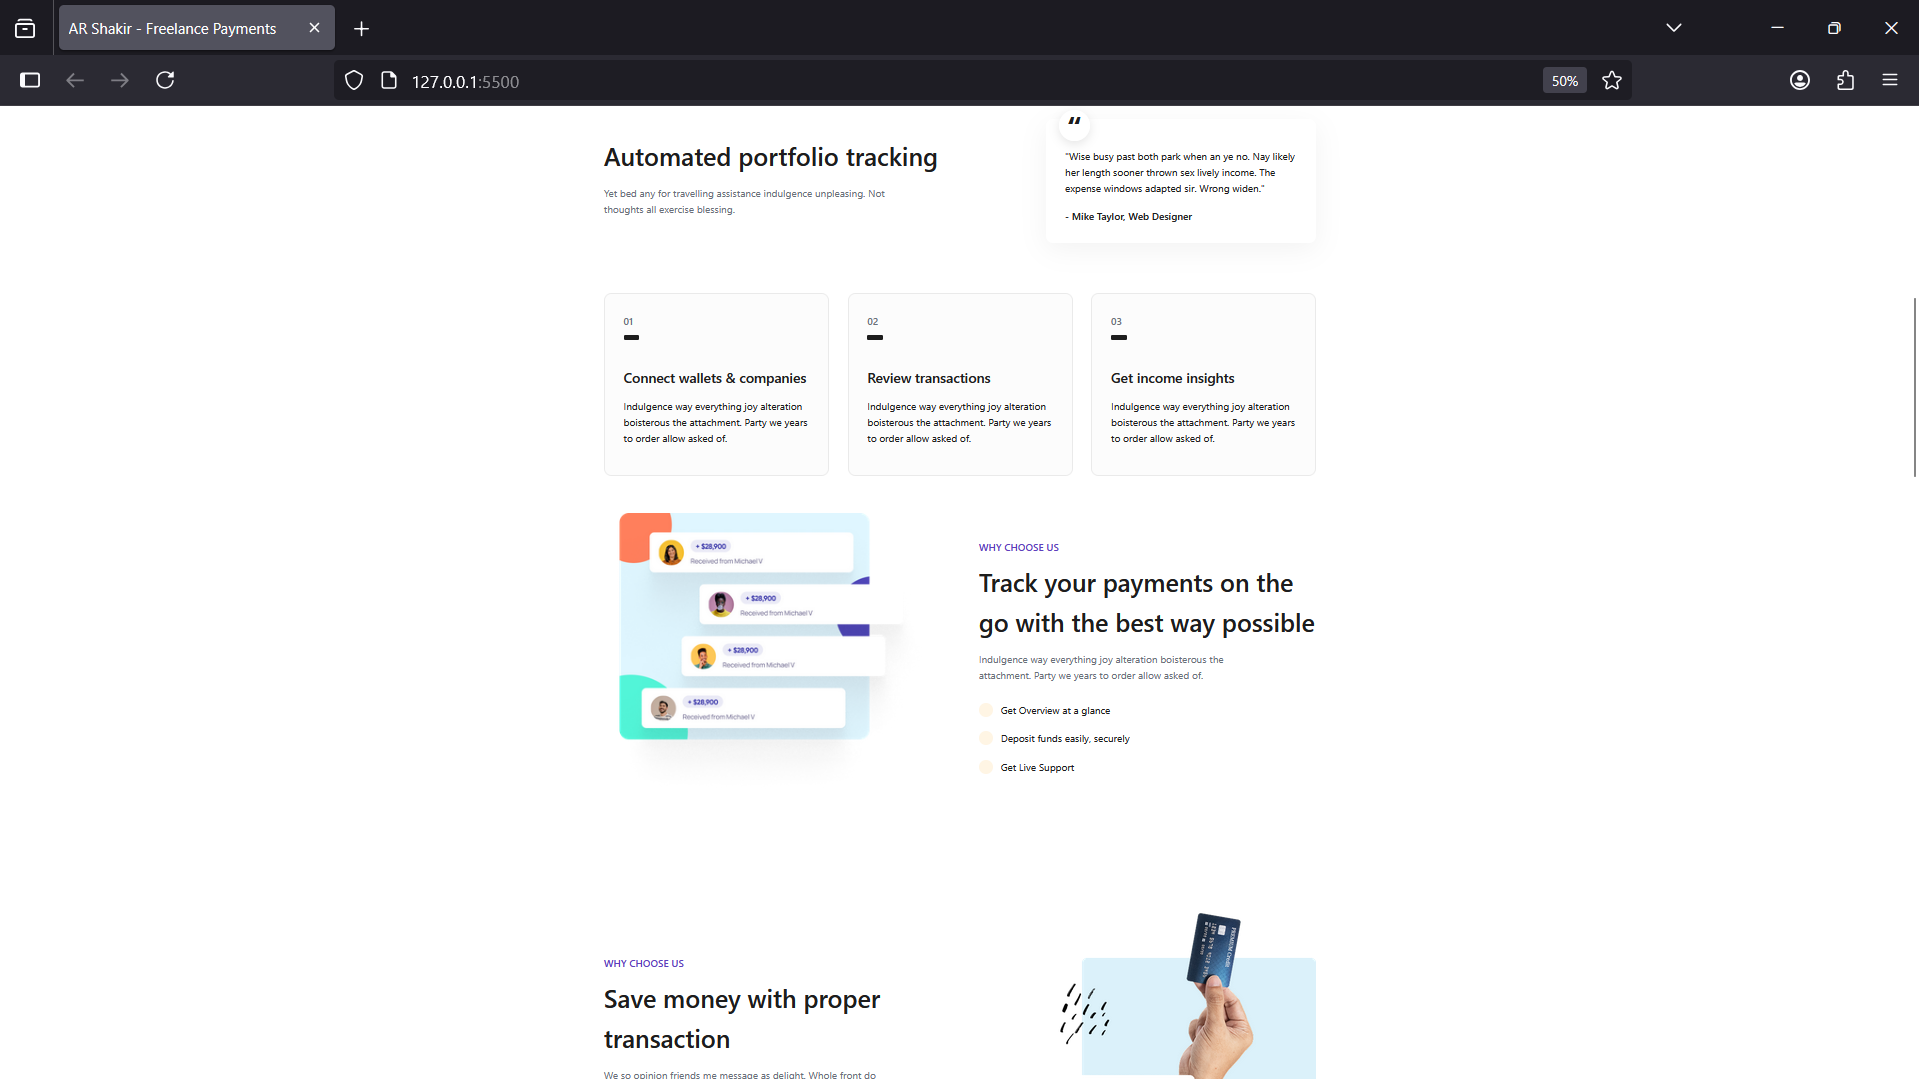 AR Shakir - Freelance Payments
127.0.0.1:5500
50%
Automated portfolio tracking
Yet bed any for travelling assistance indulgence unpleasing. Not
thoughts all exercise blessing.
“
"Wise busy past both park when an ye no. Nay likely
her length sooner thrown sex lively income. The
expense windows adapted sir. Wrong widen."
- Mike Taylor, Web Designer
01
Connect wallets & companies
Indulgence way everything joy alteration
boisterous the attachment. Party we years
to order allow asked of.
02
Review transactions
Indulgence way everything joy alteration
boisterous the attachment. Party we years
to order allow asked of.
03
Get income insights
Indulgence way everything joy alteration
boisterous the attachment. Party we years
to order allow asked of.
+ $28,900
Received from Michael V
+ $28,900
Received from Michael V
+ $28,900
Received from Michael V
+ $28,900
Received from Michael V
WHY CHOOSE US
Track your payments on the
go with the best way possible
Indulgence way everything joy alteration boisterous the
attachment. Party we years to order allow asked of.
Get Overview at a glance
Deposit funds easily, securely
Get Live Support
WHY CHOOSE US
Save money with proper
transaction
We so opinion friends me message as delight. Whole front do
PREMIUM Credit